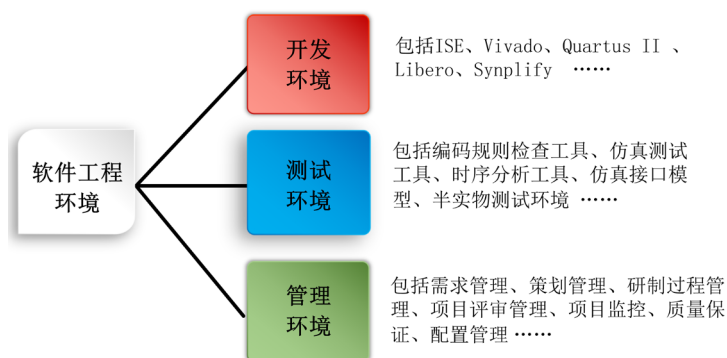 软件工程
环境
开发
环境
包括ISE、Vivado、Quartus II 、
Libero、Synplify ……
测试
环境
包括编码规则检查工具、仿真测试
工具、时序分析工具、仿真接口模
型、半实物测试环境 ……
管理
环境
包括需求管理、策划管理、研制过程管
理、项目评审管理、项目监控、质量保
证、配置管理 ……